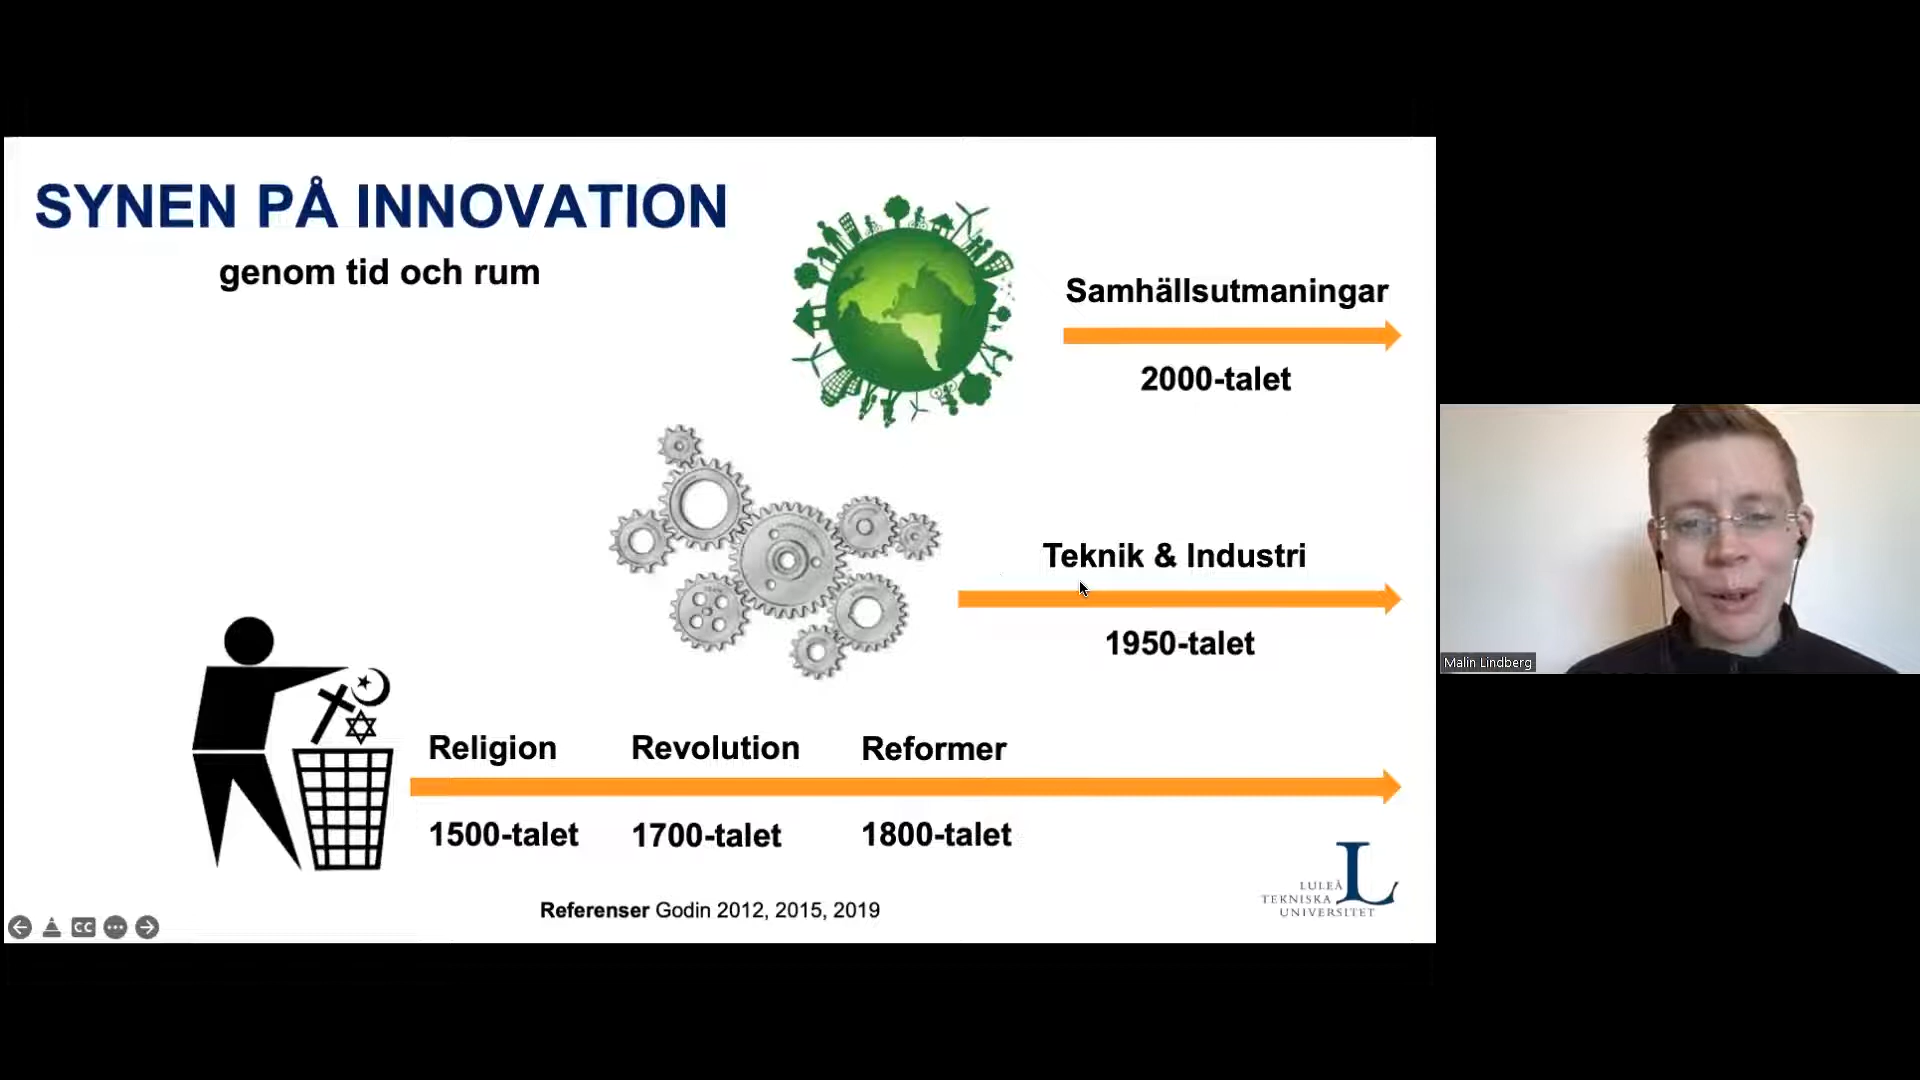 SYNEN PÅ INNOVATION
genom tid och rum
Samhällsutmaningar
2000-talet
Teknik & Industri
1950-talet
Religion Revolution Reformer
1500-talet 1700-talet 1800-talet
Referenser Godin 2012, 2015, 2019
LULEÅ
TEKNISKA
UNIVERSITET
L
CC
Malin Lindberg